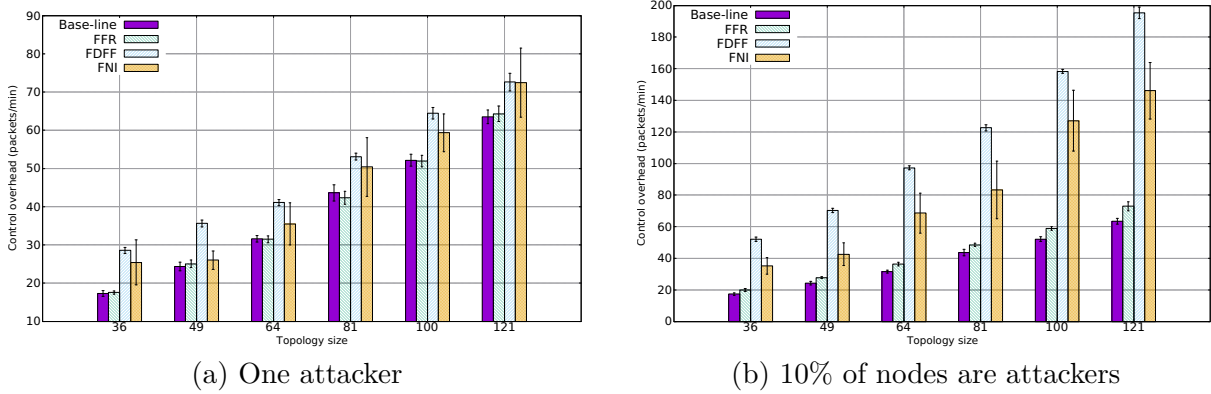 Control overhead (packets/min)
90
80
70
60
50
40
30
20
10
Base-line
FFR
FDFF
FNI
36 49 64 81 100 121
Topology size
(a) One attacker
Control overhead (packets/min)
200
180
160
140
120
100
80
60
40
20
0
Base-line
FFR
FDFF
FNI
36 49 64 81 100 121
Topology size
(b) 10% of nodes are attackers